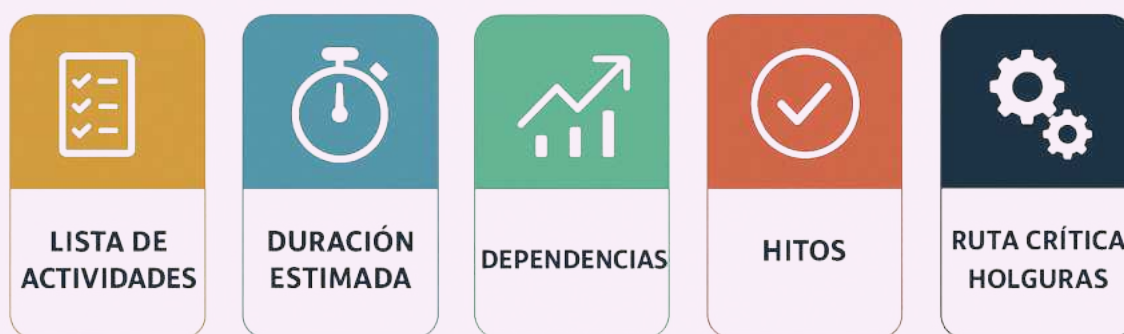 LISTA DE
ACTIVIDADES
DURACIÓN
ESTIMADA
DEPENDENCIAS
HITOS
RUTA CRÍTICA
HOLGURAS